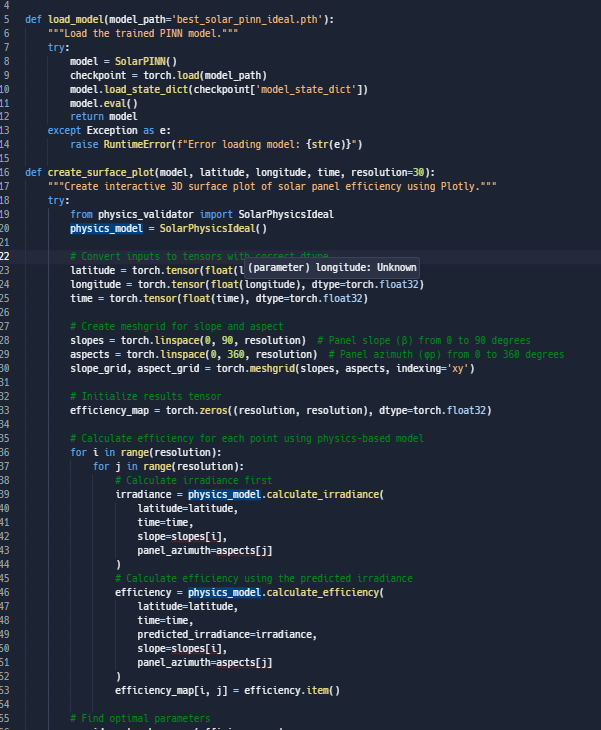 4
5 def load_model(model_path='best_solar_pinn_ideal.pth'):
6 """Load the trained PINN model."""
7 try:
8 model = SolarPINN()
9 checkpoint = torch.load(model_path)
10 model.load_state_dict(checkpoint['model_state_dict'])
11 model.eval()
12 return model
13 except Exception as e:
14 raise RuntimeError(f"Error loading model: {str(e)}")
15
16 def create_surface_plot(model, latitude, longitude, time, resolution=30):
17 """Create interactive 3D surface plot of solar panel efficiency using Plotly."""
18 try:
19 from physics_validator import SolarPhysicsIdeal
20 physics_model = SolarPhysicsIdeal()
21
22 # Convert inputs to tensors with correct dtype
(parameter) longitude: Unknown
23 latitude = torch.tensor(float(l
24 longitude = torch.tensor(float(longitude), dtype=torch.float32)
25 time = torch.tensor(float(time), dtype=torch.float32)
26
27 # Create meshgrid for slope and aspect
28 slopes = torch.linspace(0, 90, resolution) # Panel slope (β) from 0 to 90 degrees
29 aspects = torch.linspace(0, 360, resolution) # Panel azimuth (φp) from 0 to 360 degrees
30 slope_grid, aspect_grid = torch.meshgrid(slopes, aspects, indexing='xy')
31
32 # Initialize results tensor
33 efficiency_map = torch.zeros((resolution, resolution), dtype=torch.float32)
34
35 # Calculate efficiency for each point using physics-based model
36 for i in range(resolution):
37 for j in range(resolution):
38 # Calculate irradiance first
39 irradiance = physics_model.calculate_irradiance(
40 latitude=latitude,
41 time=time,
42 slope=slopes[i],
43 panel_azimuth=aspects[j]
44 )
45 # Calculate efficiency using the predicted irradiance
46 efficiency = physics_model.calculate_efficiency(
47 latitude=latitude,
48 time=time,
49 predicted_irradiance=irradiance,
50 slope=slopes[i],
51 panel_azimuth=aspects[j]
52 )
53 efficiency_map[i, j] = efficiency.item()
54
55 # Find optimal parameters